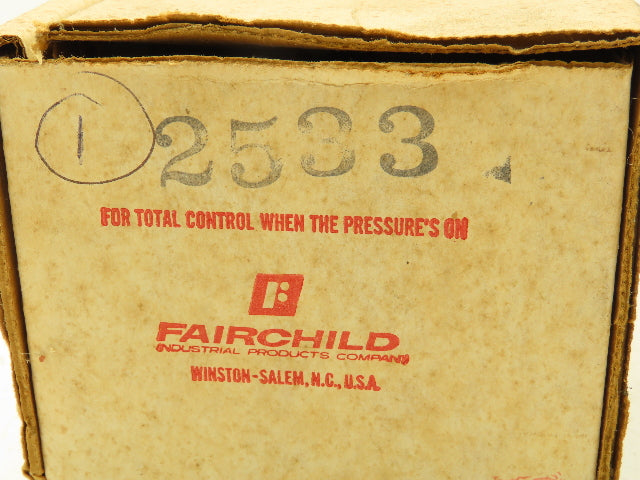 1 2533
FOR TOTAL CONTROL WHEN THE PRESSURE'S ON
FAIRCHILD
INDUSTRIAL PRODUCTS COMPANY
WINSTON-SALEM, N.C., U.S.A.